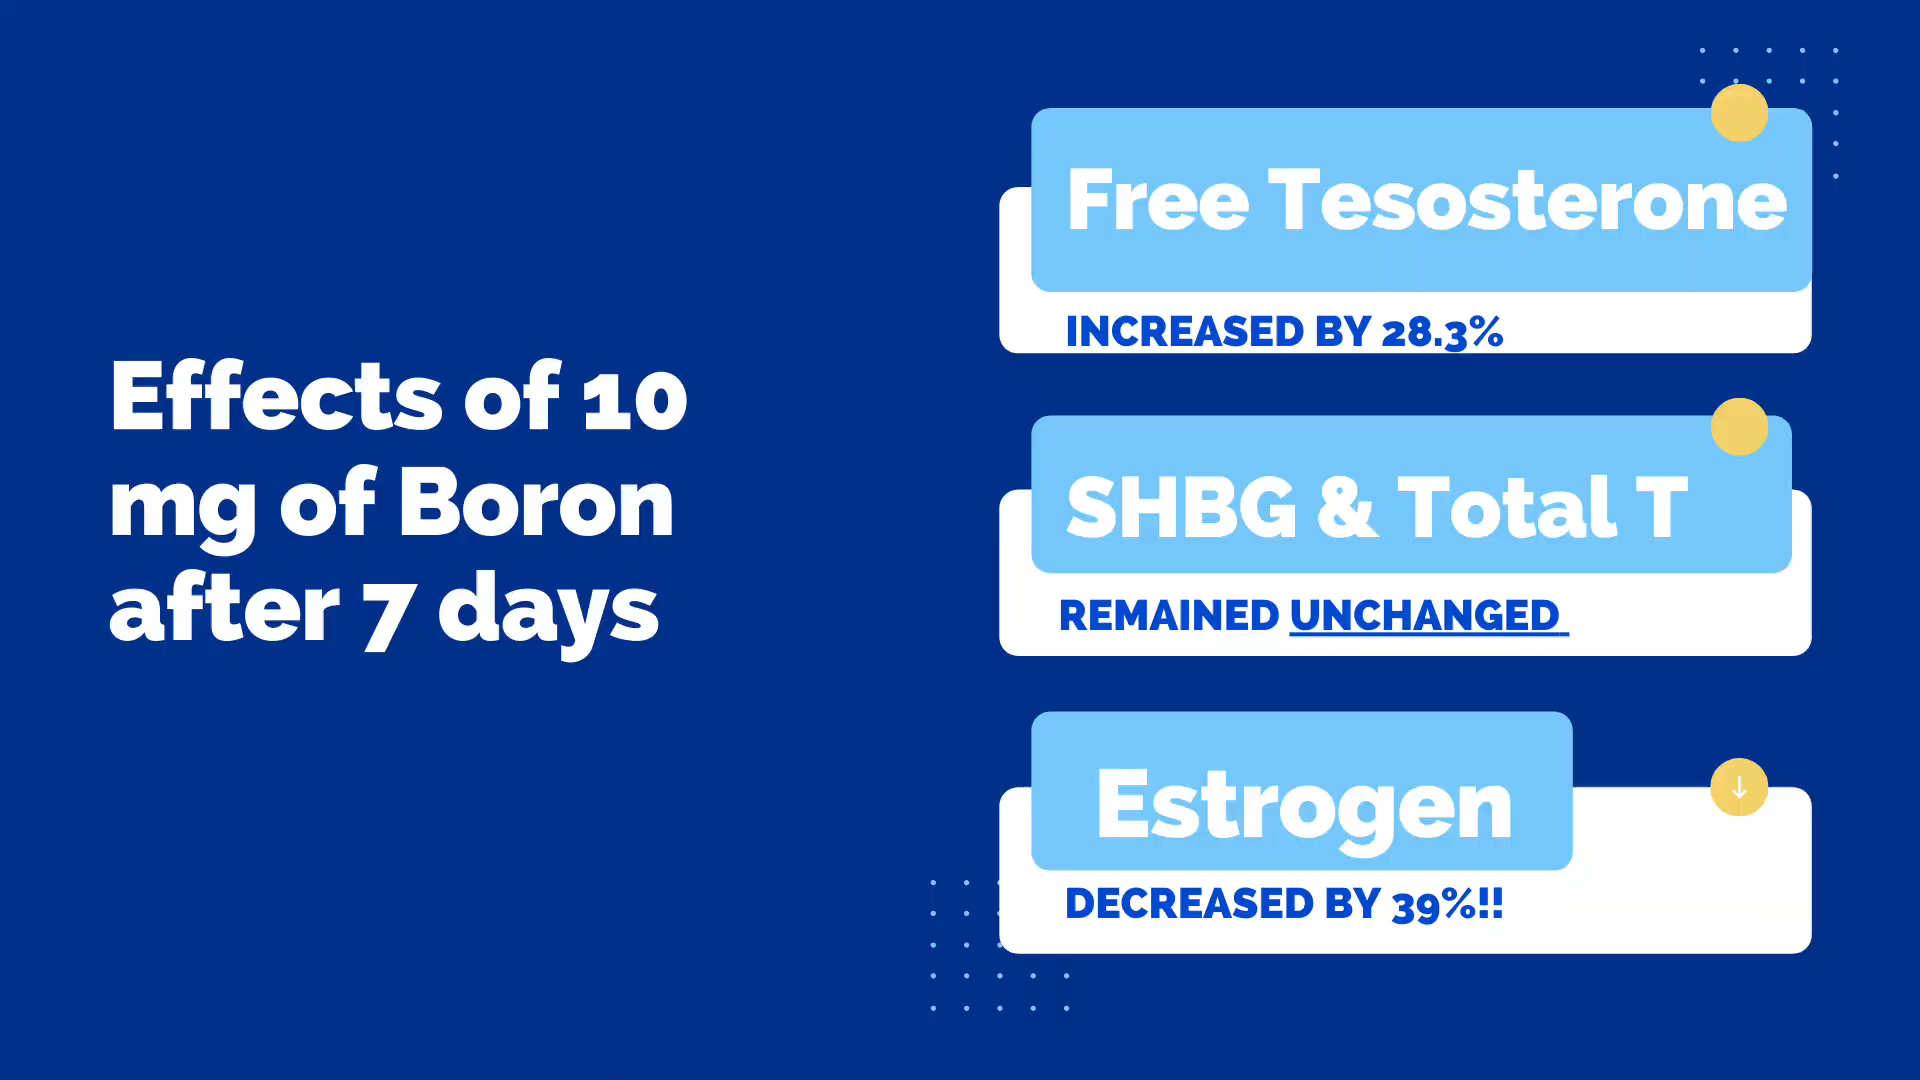 Effects of 10
mg of Boron
after 7 days
Free Tesosterone
INCREASED BY 28.3%
SHBG & Total T
REMAINED UNCHANGED
Estrogen
DECREASED BY 39%!!